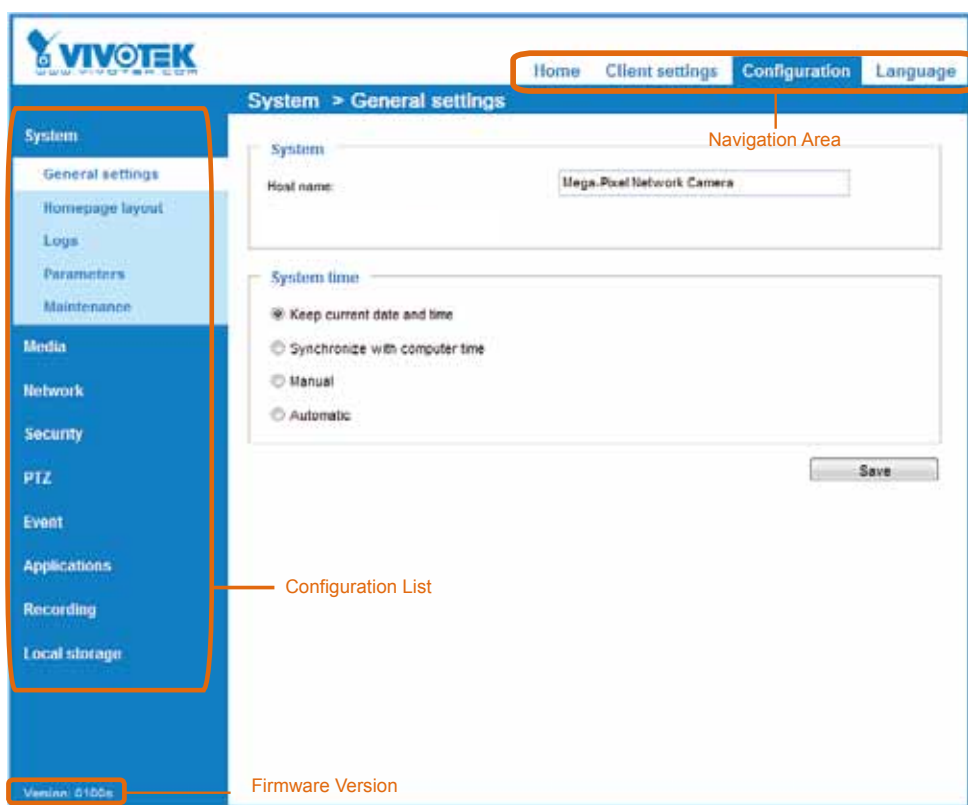 VIVOTEK
WWW.VIVOTEK.COM
Home Client settings Configuration Language
System > General settings
Navigation Area
System
General settings
Homepage layout
Logs
Parameters
Maintenance
Media
Network
Security
PTZ
Event
Applications
Recording
Local storage
System
Host name: Mega-Pixel Network Camera
System time
Keep current date and time
Synchronize with computer time
Manual
Automatic
Save
Configuration List
Version: 0100
Firmware Version